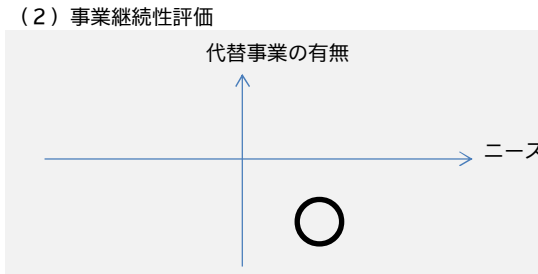 （２）事業継続性評価
代替事業の有無
ニーズ